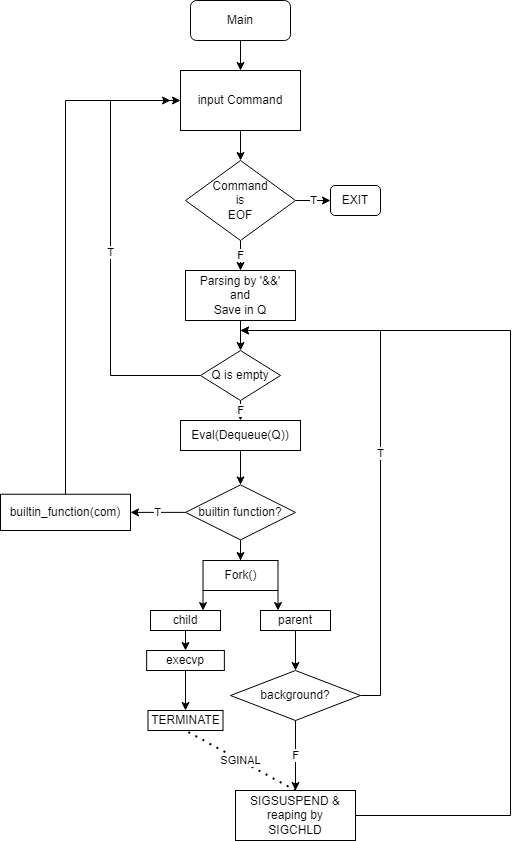 Main
input Command
Command
is
EOF
T
EXIT
F
Parsing by '&&'
and
Save in Q
T
Q is empty
F
Eval(Dequeue(Q))
T
builtin_function(com)
T
builtin function?
Fork()
child
parent
execvp
background?
TERMINATE
SGINAL
F
SIGSUSPEND &
reaping by
SIGCHLD